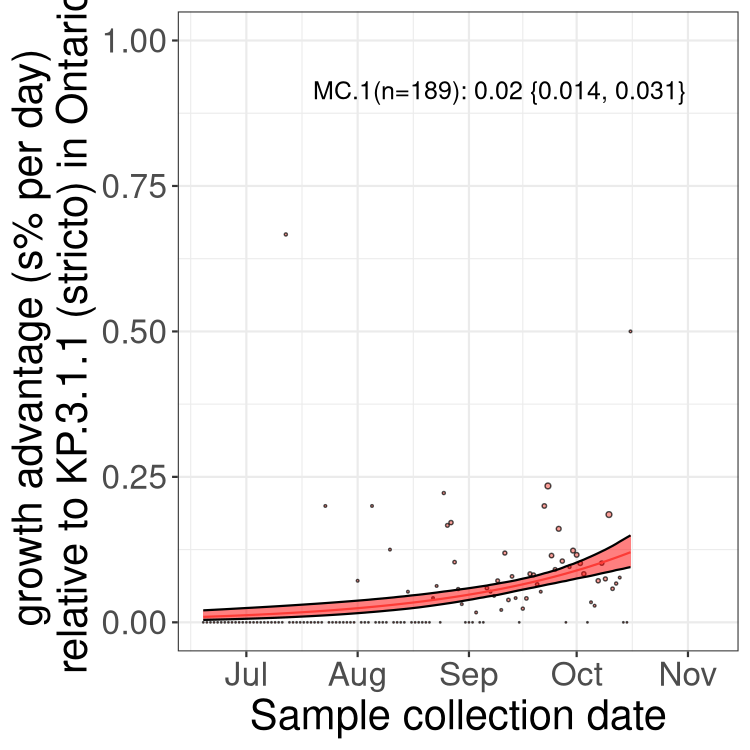 growth advantage (s% per day)
relative to KP.3.1.1 (stricto) in Ontario
1.00
0.75
0.50
0.25
0.00
MC.1(n=189): 0.02 {0.014, 0.031}
Jul Aug Sep Oct Nov
Sample collection date